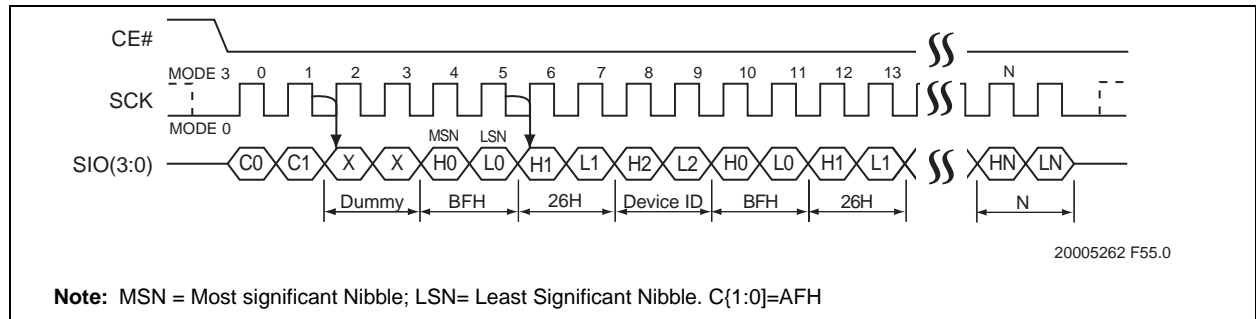 CE#
MODE 3 0 1 2 3 4 5 6 7 8 9 10 11 12 13 N
SCK
MODE 0
MSN LSN
SIO(3:0) C0 C1 X X H0 L0 H1 L1 H2 L2 H0 L0 H1 L1 HN LN
Dummy BFH 26H Device ID BFH 26H N
20005262 F55.0
Note: MSN = Most significant Nibble; LSN= Least Significant Nibble. C{1:0]=AFH